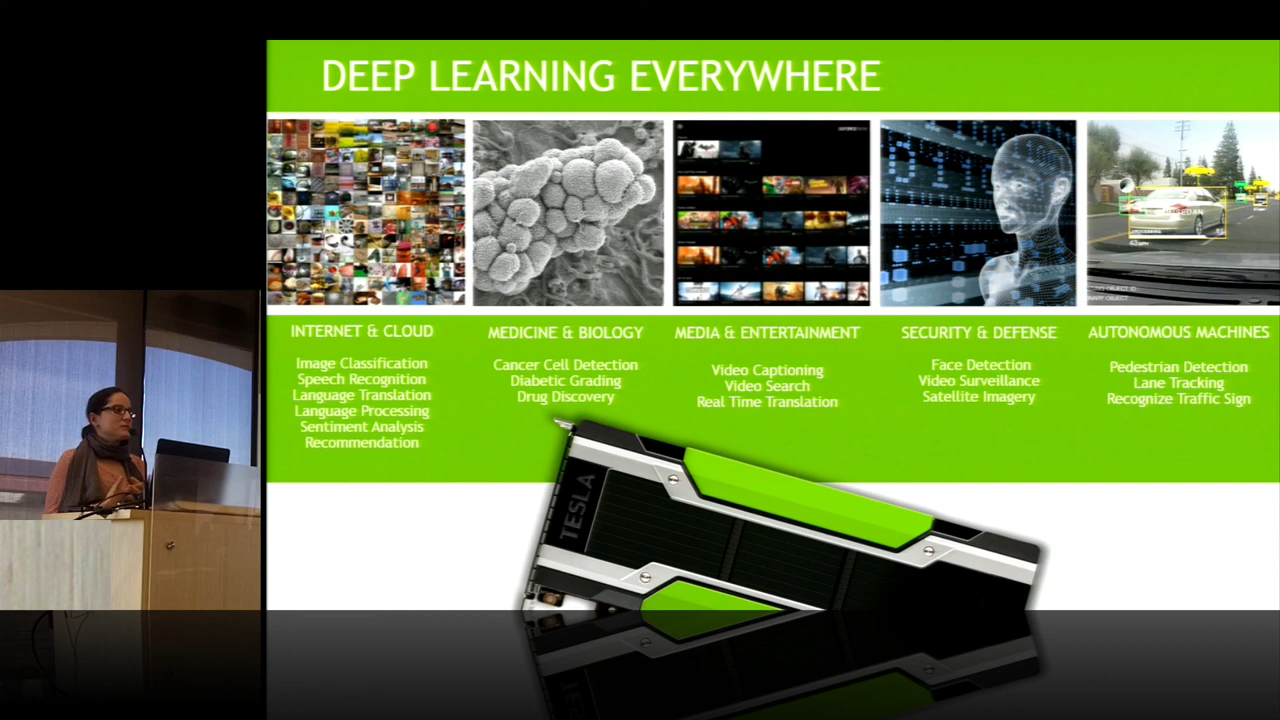 DEEP LEARNING EVERYWHERE
INTERNET & CLOUD
Image Classification
Speech Recognition
Language Translation
Language Processing
Sentiment Analysis
Recommendation
MEDICINE & BIOLOGY
Cancer Cell Detection
Diabetic Grading
Drug Discovery
MEDIA & ENTERTAINMENT
Video Captioning
Video Search
Real Time Translation
SECURITY & DEFENSE
Face Detection
Video Surveillance
Satellite Imagery
AUTONOMOUS MACHINES
Pedestrian Detection
Lane Tracking
Recognize Traffic Sign
TESLA